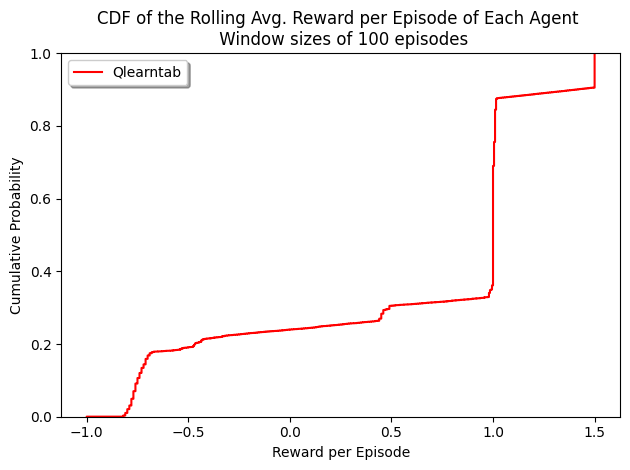 CDF of the Rolling Avg. Reward per Episode of Each Agent
Window sizes of 100 episodes
Qlearntab
Cumulative Probability
1.0
0.8
0.6
0.4
0.2
0.0
−1.0 −0.5 0.0 0.5 1.0 1.5
Reward per Episode